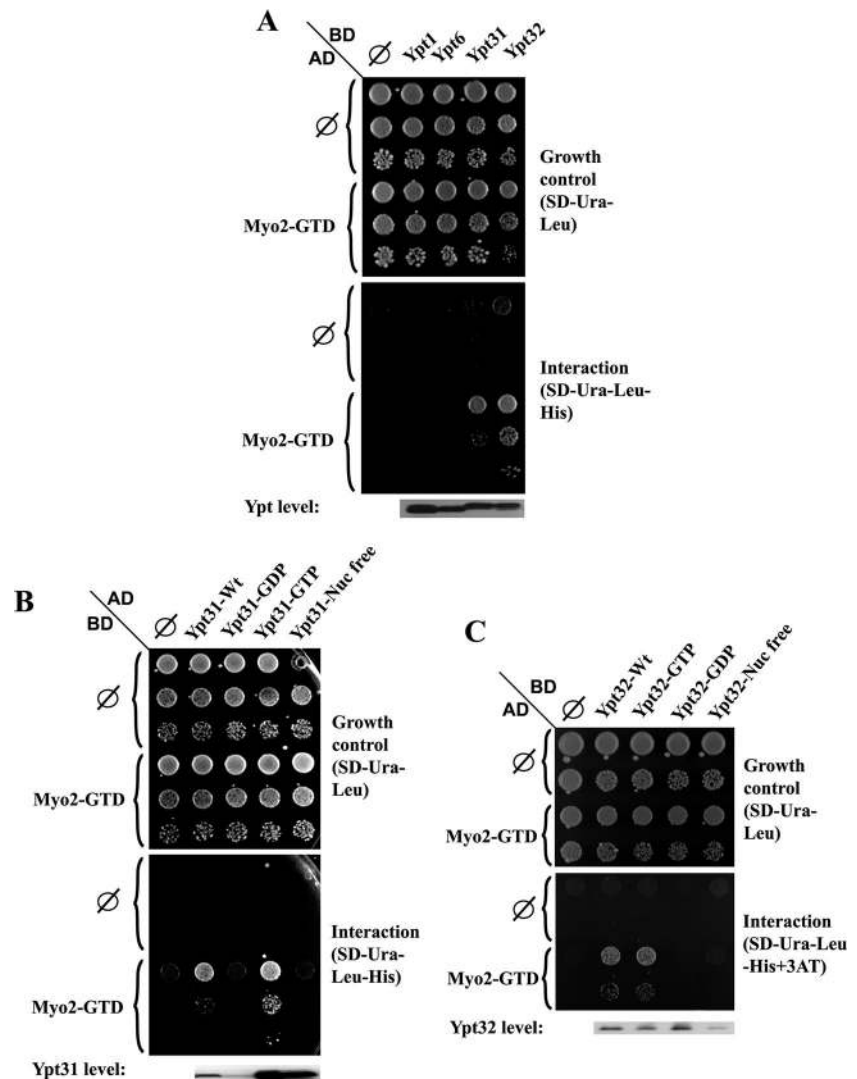 A
BD
AD
∅ Ypt1 Ypt6 Ypt31 Ypt32
∅
Growth
control
(SD-Ura-
Leu)
Myo2-GTD
∅
Interaction
(SD-Ura-Leu-
His)
Myo2-GTD
Ypt level:
B
AD
BD
∅ Ypt31-Wt Ypt31-GDP Ypt31-GTP Ypt31-Nuc free
∅
Growth
control
(SD-Ura-
Leu)
Myo2-GTD
∅
Interaction
(SD-Ura-
Leu-His)
Myo2-GTD
Ypt31 level:
C
BD
AD
∅ Ypt32-Wt Ypt32-GTP Ypt32-GDP Ypt32-Nuc free
∅
Growth
control
(SD-Ura-
Leu)
Myo2-GTD
∅
Interaction
(SD-Ura-Leu
-His+3AT)
Myo2-GTD
Ypt32 level: